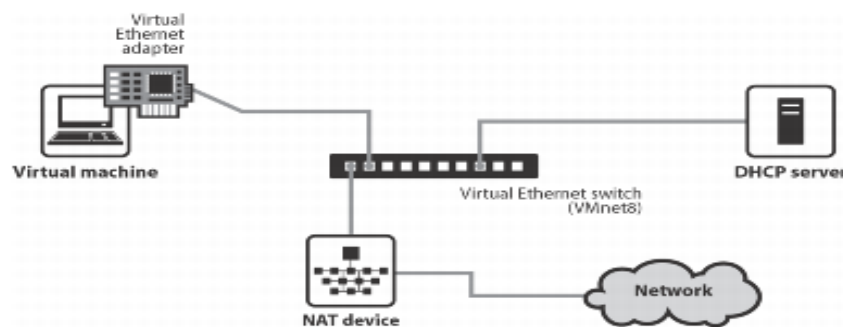 Virtual
Ethernet
adapter
Virtual machine
DHCP server
Virtual Ethernet switch
(VMnet8)
Network
NAT device